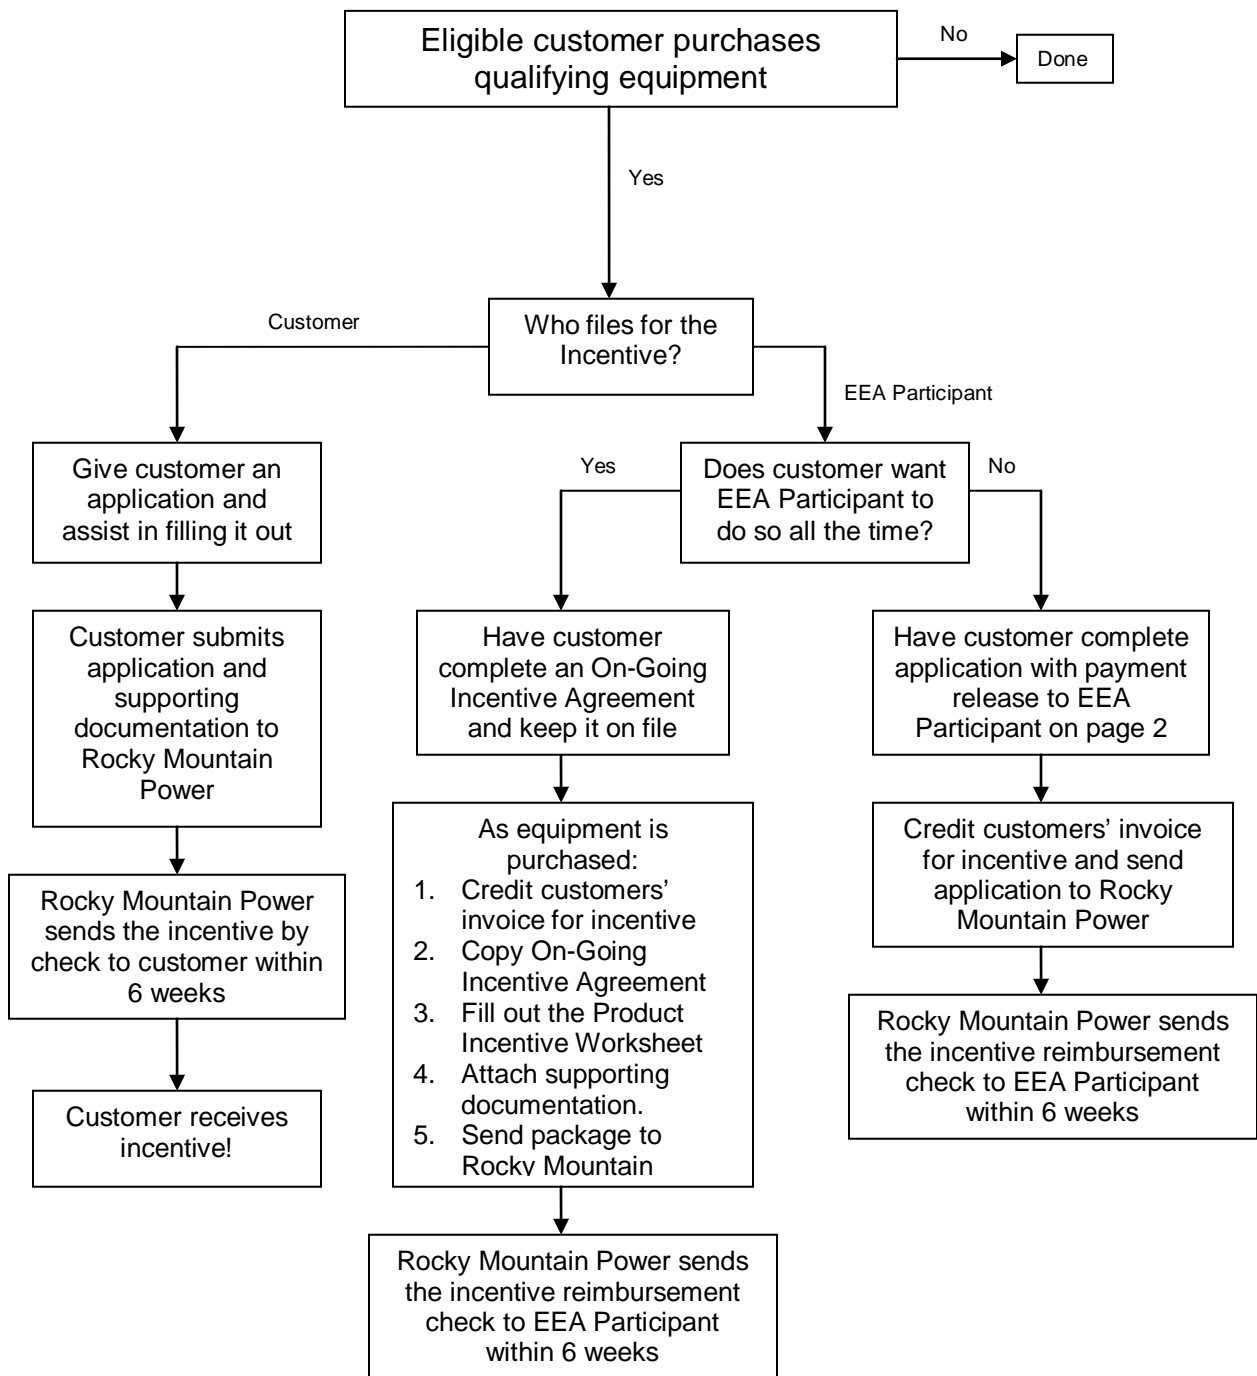 Eligible customer purchases
qualifying equipment
No
Done
Yes
Customer
Who files for the
Incentive?
EEA Participant
Give customer an
application and
assist in filling it out
Yes
Does customer want
EEA Participant to
do so all the time?
No
Customer submits
application and
supporting
documentation to
Rocky Mountain
Power
Have customer
complete an On-Going
Incentive Agreement
and keep it on file
Have customer complete
application with payment
release to EEA
Participant on page 2
Rocky Mountain Power
sends the incentive by
check to customer within
6 weeks
As equipment is
purchased:
1. Credit customers’
invoice for incentive
2. Copy On-Going
Incentive Agreement
3. Fill out the Product
Incentive Worksheet
4. Attach supporting
documentation.
5. Send package to
Rocky Mountain
Credit customers’ invoice
for incentive and send
application to Rocky
Mountain Power
Customer receives
incentive!
Rocky Mountain Power sends
the incentive reimbursement
check to EEA Participant
within 6 weeks
Rocky Mountain Power sends
the incentive reimbursement
check to EEA Participant
within 6 weeks